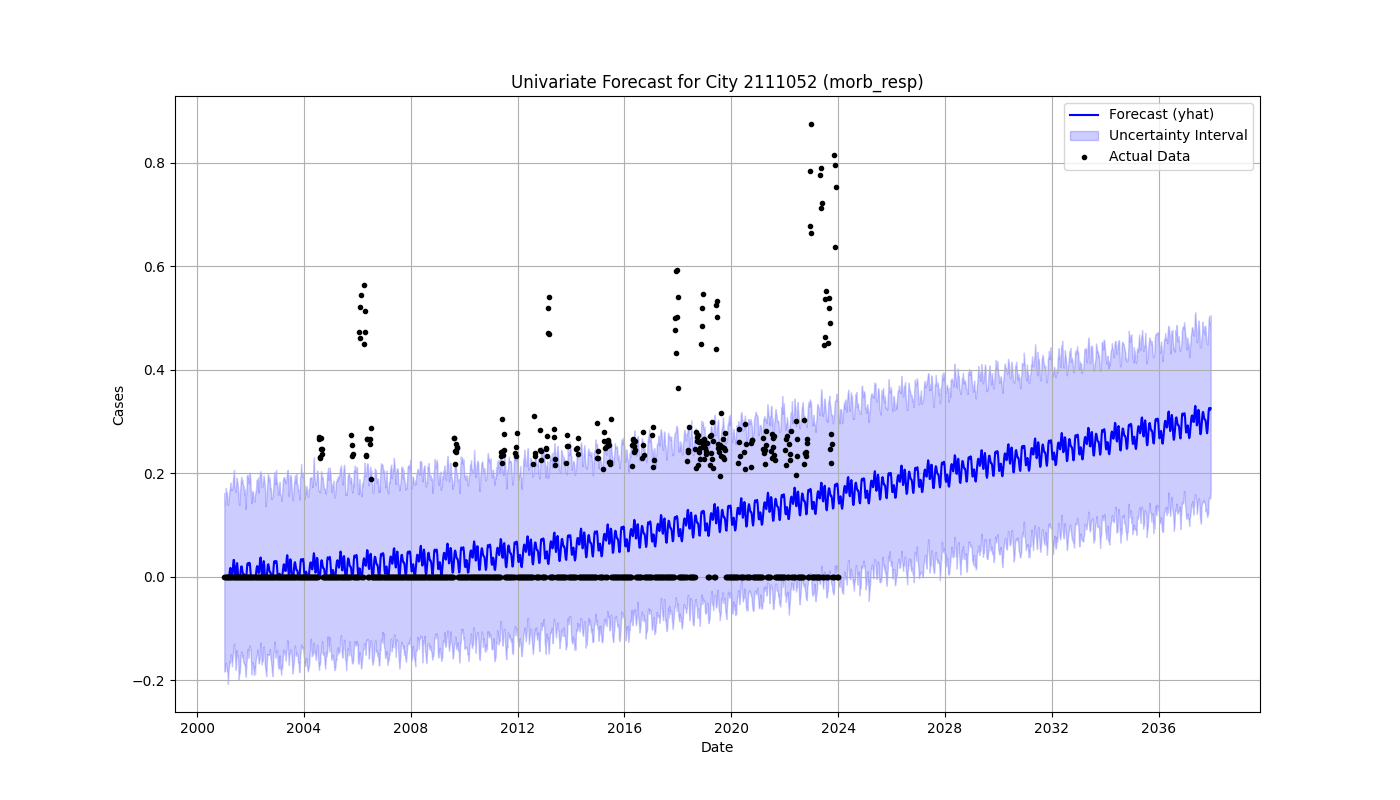 Univariate Forecast for City 2111052 (morb_resp)
Forecast (yhat)
Uncertainty Interval
Actual Data
Cases
0.8
0.6
0.4
0.2
0.0
−0.2
2000 2004 2008 2012 2016 2020 2024 2028 2032 2036
Date